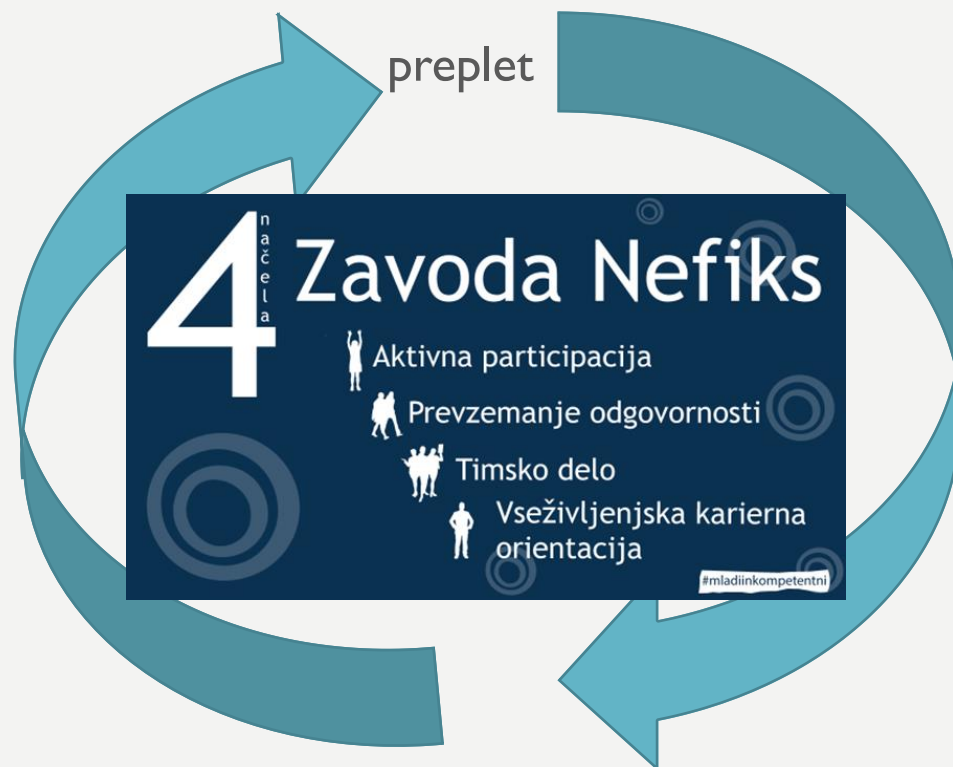 preplet
4 načela Zavoda Nefiks
Aktivna participacija
Prevzemanje odgovornosti
Timsko delo
Vseživljenjska karierna
orientacija
#mladiinkompetentni